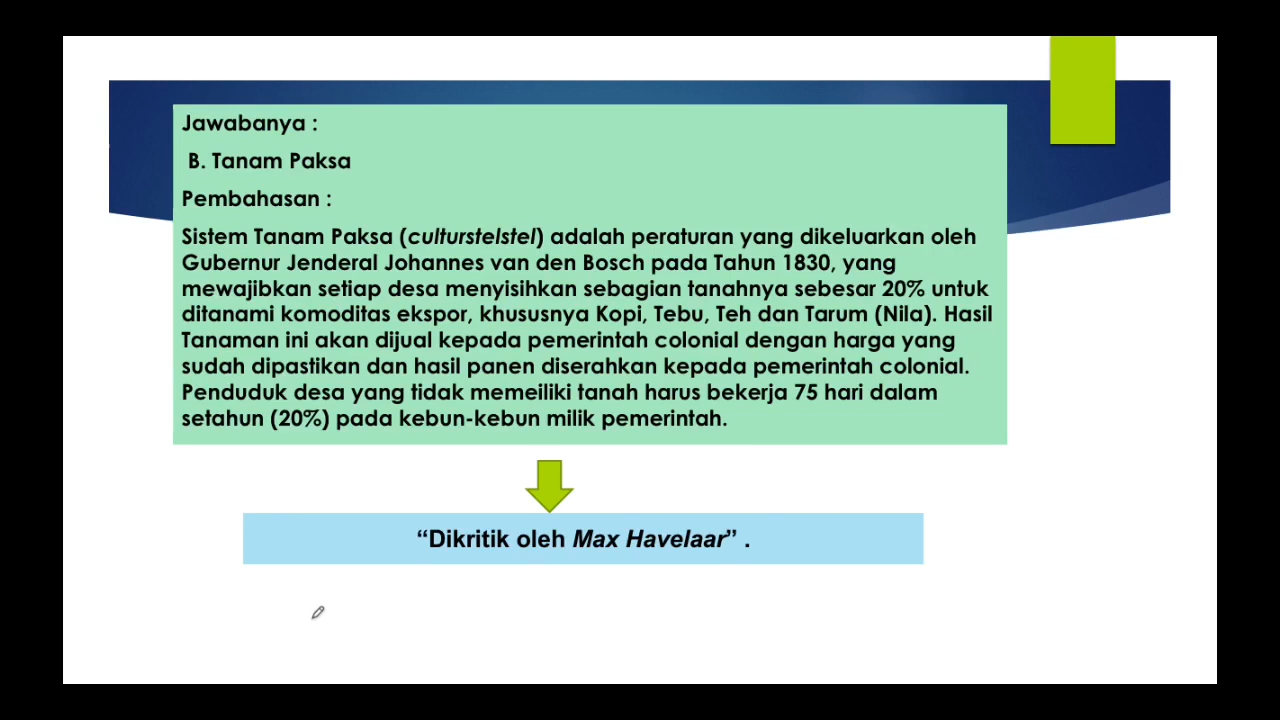 Jawabanya :
B. Tanam Paksa
Pembahasan :
Sistem Tanam Paksa (culturstelstel) adalah peraturan yang dikeluarkan oleh
Gubernur Jenderal Johannes van den Bosch pada Tahun 1830, yang
mewajibkan setiap desa menyisihkan sebagian tanahnya sebesar 20% untuk
ditanami komoditas ekspor, khususnya Kopi, Tebu, Teh dan Tarum (Nila). Hasil
Tanaman ini akan dijual kepada pemerintah colonial dengan harga yang
sudah dipastikan dan hasil panen diserahkan kepada pemerintah colonial.
Penduduk desa yang tidak memeiliki tanah harus bekerja 75 hari dalam
setahun (20%) pada kebun-kebun milik pemerintah.
“Dikritik oleh Max Havelaar” .